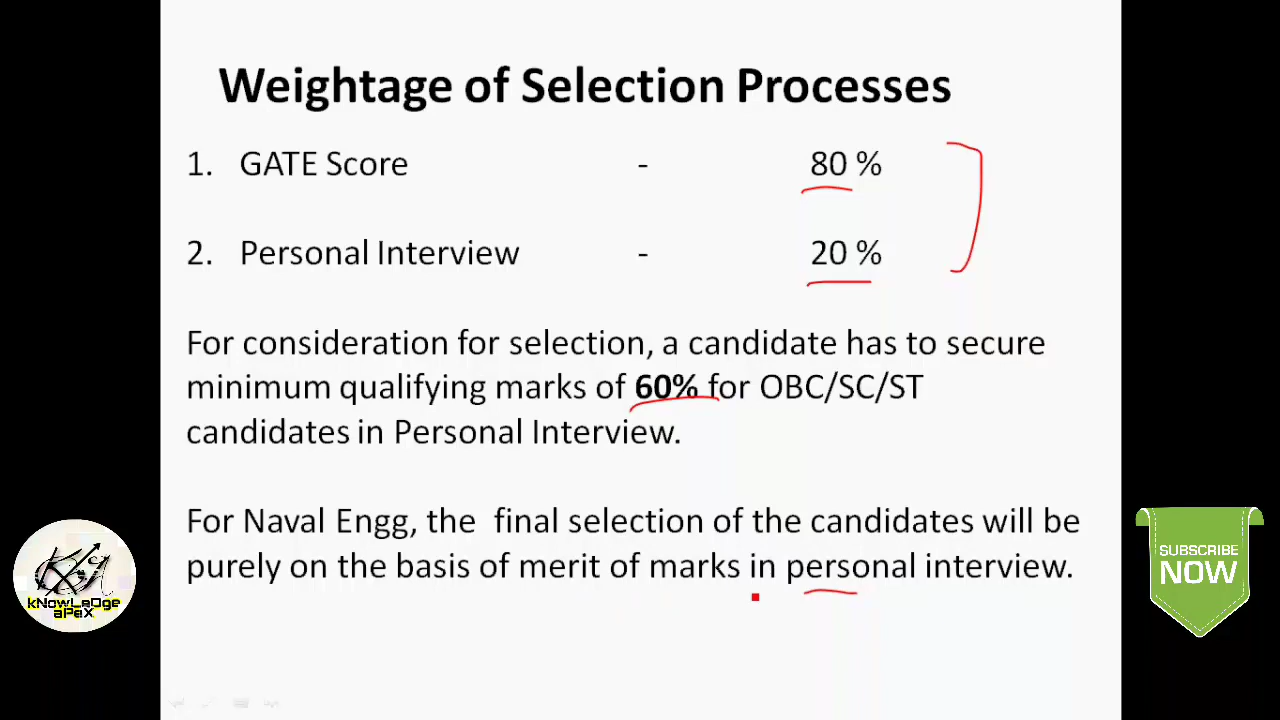 Weightage of Selection Processes
1. GATE Score - 80 %
2. Personal Interview - 20 %
For consideration for selection, a candidate has to secure
minimum qualifying marks of 60% for OBC/SC/ST
candidates in Personal Interview.
For Naval Engg, the final selection of the candidates will be
purely on the basis of merit of marks in personal interview.
kNowLaDge
aPeX
SUBSCRIBE
NOW